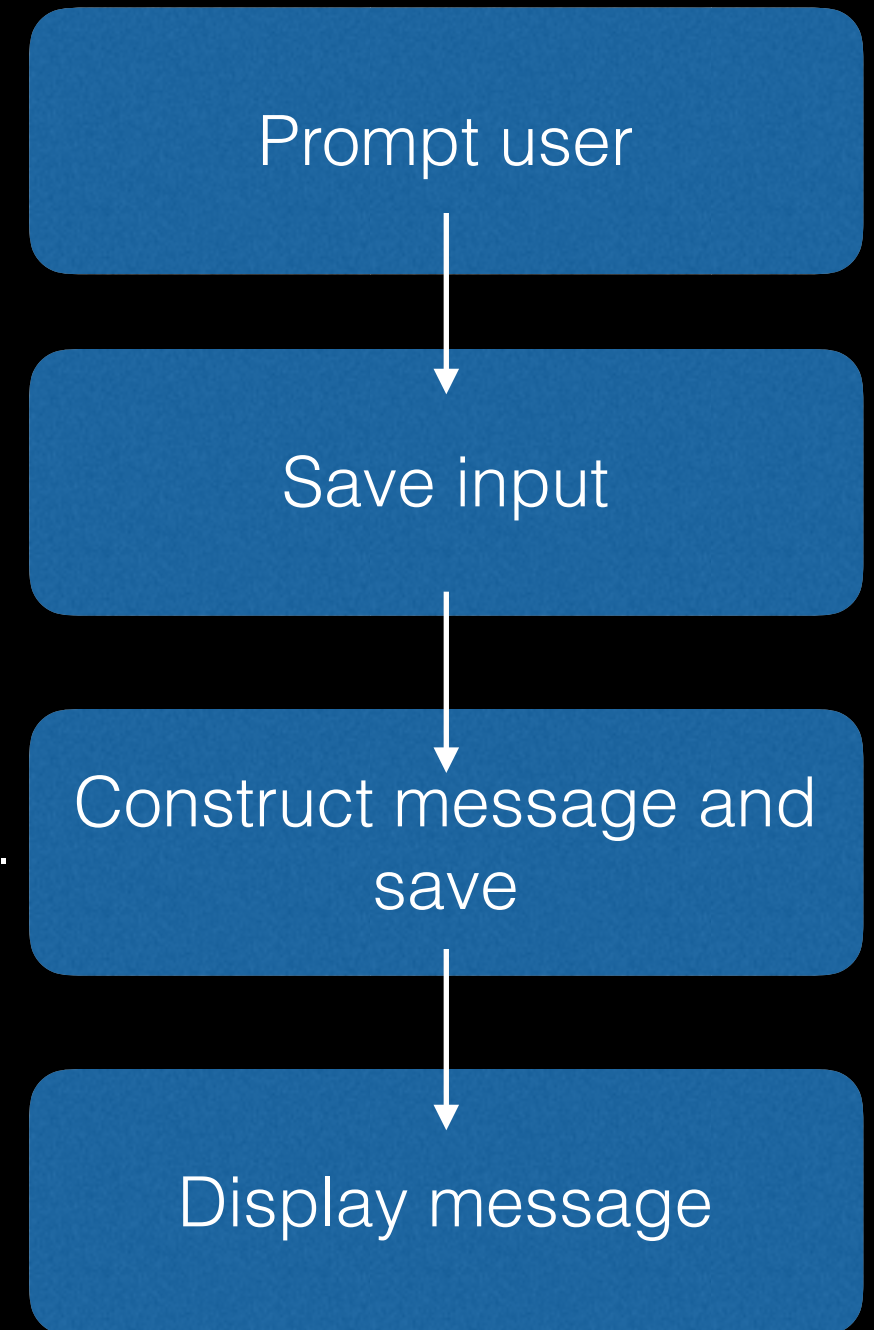 Prompt user
Save input
Construct message and
save
Display message